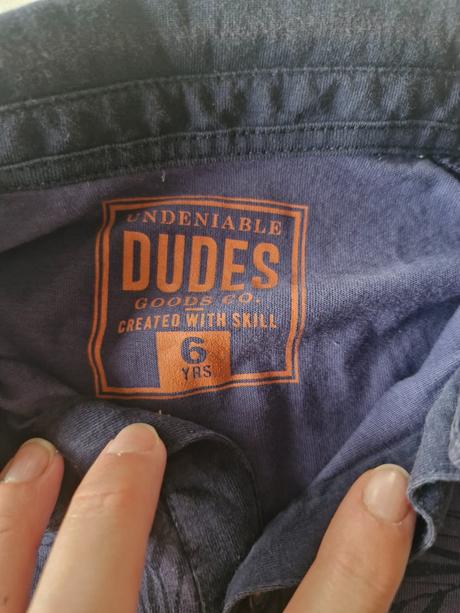 UNDENIABLE
DUDES
GOODS CO.
CREATED WITH SKILL
6
YRS